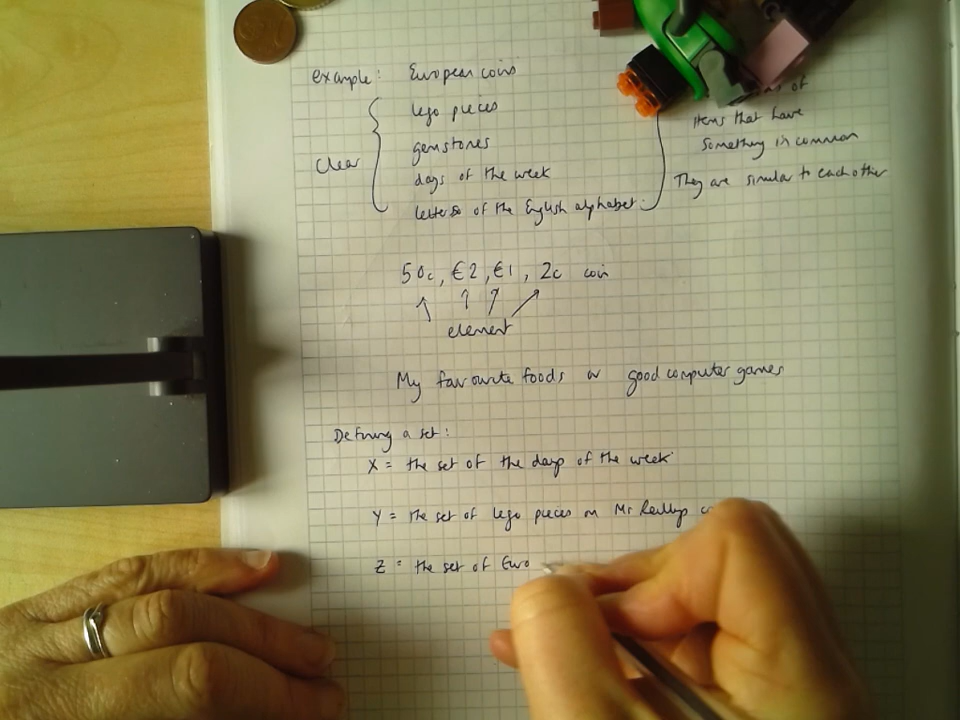 example: European coins
Clear
lego pieces
gemstones
days of the week
letters of the English alphabet
of
items that have
something in common
They are similar to each other
50c, €2, €1, 2c coin
element
My favourite foods or good computer games
Defining a set:
X = the set of the days of the week
Y = the set of lego pieces on Mr Reillys
Z = the set of Euro